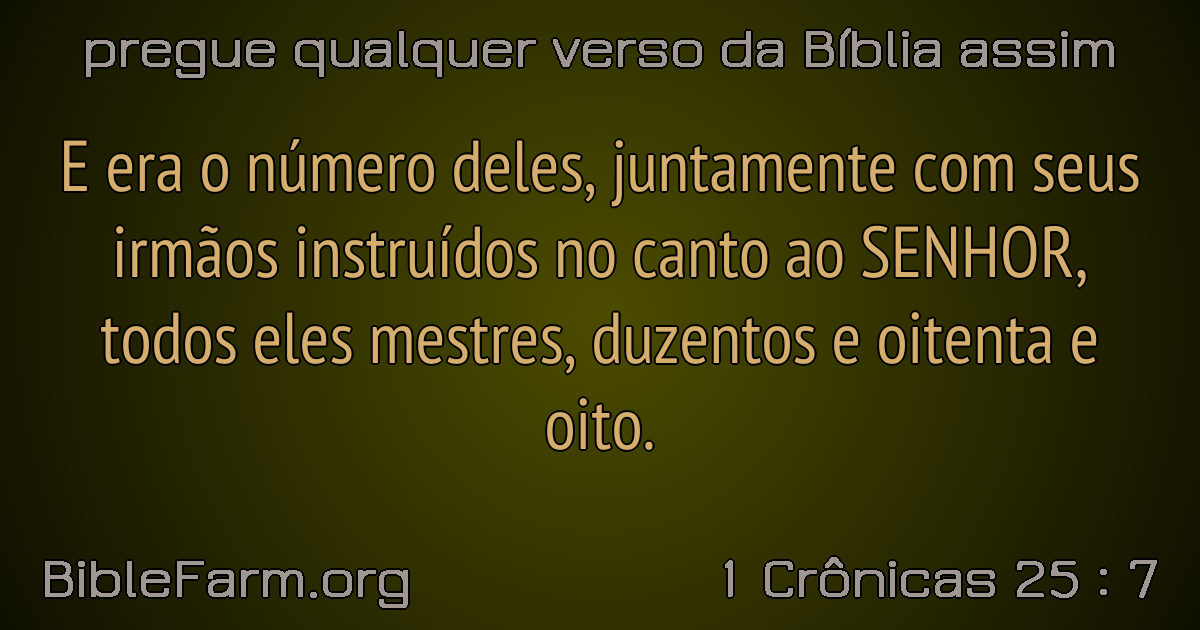 pregue qualquer verso da Bíblia assim
E era o número deles, juntamente com seus
irmãos instruídos no canto ao SENHOR,
todos eles mestres, duzentos e oitenta e
oito.
BibleFarm.org
1 Crônicas 25 : 7